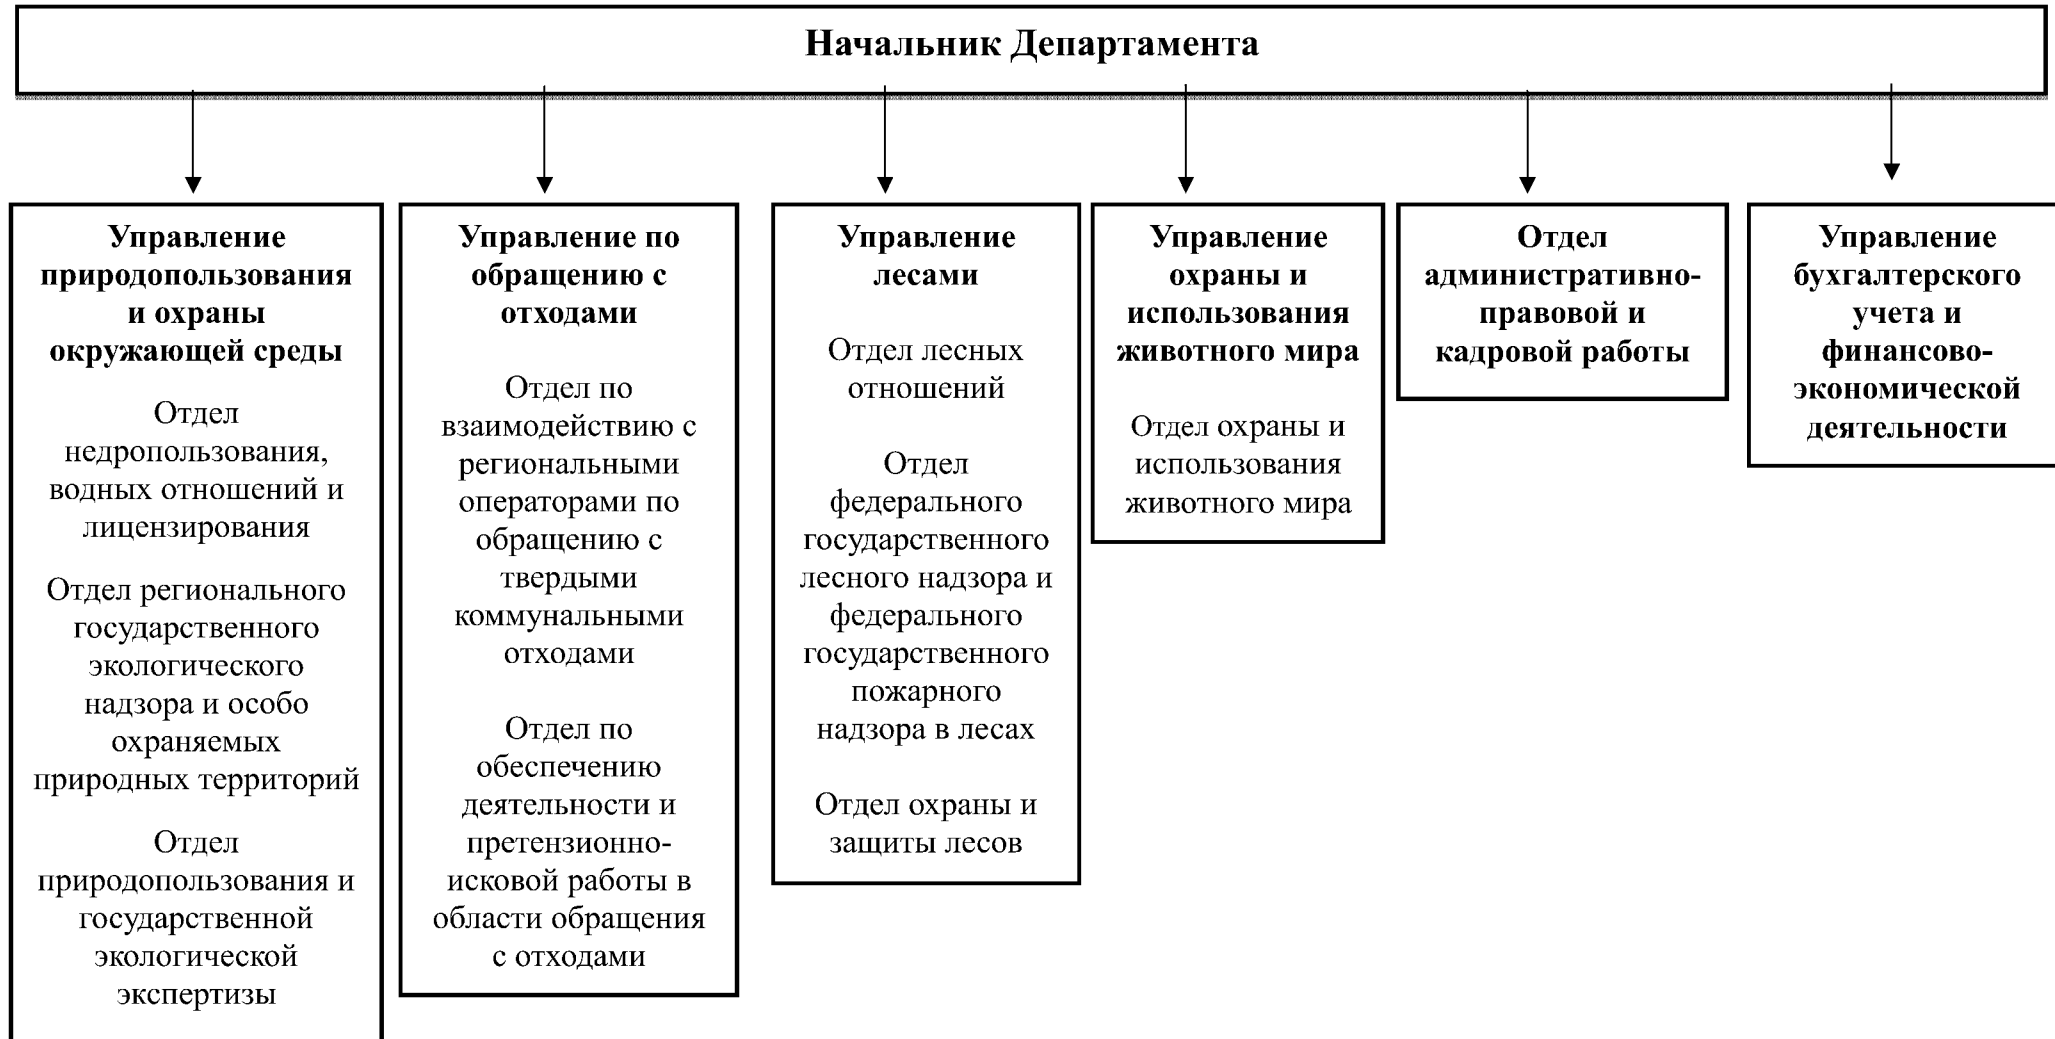 Начальник Департамента
Управление
природопользования
и охраны
окружающей среды
Отдел
недропользования,
водных отношений и
лицензирования
Отдел регионального
государственного
экологического
надзора и особо
охраняемых
природных территорий
Отдел
природопользования и
государственной
экологической
экспертизы
Управление по
обращению с
отходами
Отдел по
взаимодействию с
региональными
операторами по
обращению с
твердыми
коммунальными
отходами
Отдел по
обеспечению
деятельности и
претензионно-
исковой работы в
области обращения
с отходами
Управление
лесами
Отдел лесных
отношений
Отдел
федерального
государственного
лесного надзора и
федерального
государственного
пожарного
надзора в лесах
Отдел охраны и
защиты лесов
Управление
охраны и
использования
животного мира
Отдел охраны и
использования
животного мира
Отдел
административно-
правовой и
кадровой работы
Управление
бухгалтерского
учета и
финансово-
экономической
деятельности